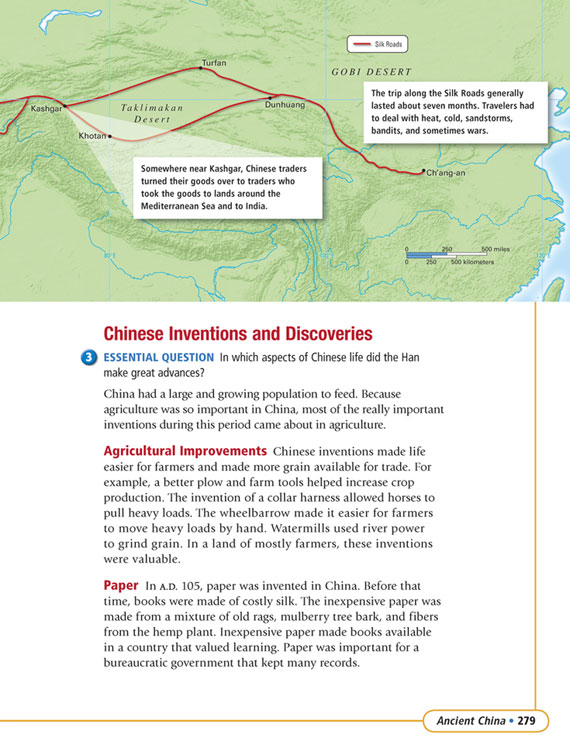 Silk Roads
Turfan
GOBI DESERT
Kashgar
Taklimakan
Desert
Dunhuang
Khotan
Ch'ang-an
The trip along the Silk Roads generally
lasted about seven months. Travelers had
to deal with heat, cold, sandstorms,
bandits, and sometimes wars.
Somewhere near Kashgar, Chinese traders
turned their goods over to traders who
took the goods to lands around the
Mediterranean Sea and to India.
0 250 500 miles
0 250 500 kilometers
Chinese Inventions and Discoveries
3 ESSENTIAL QUESTION In which aspects of Chinese life did the Han
make great advances?
China had a large and growing population to feed. Because
agriculture was so important in China, most of the really important
inventions during this period came about in agriculture.
Agricultural Improvements Chinese inventions made life
easier for farmers and made more grain available for trade. For
example, a better plow and farm tools helped increase crop
production. The invention of a collar harness allowed horses to
pull heavy loads. The wheelbarrow made it easier for farmers
to move heavy loads by hand. Watermills used river power
to grind grain. In a land of mostly farmers, these inventions
were valuable.
Paper In A.D. 105, paper was invented in China. Before that
time, books were made of costly silk. The inexpensive paper was
made from a mixture of old rags, mulberry tree bark, and fibers
from the hemp plant. Inexpensive paper made books available
in a country that valued learning. Paper was important for a
bureaucratic government that kept many records.
Ancient China • 279